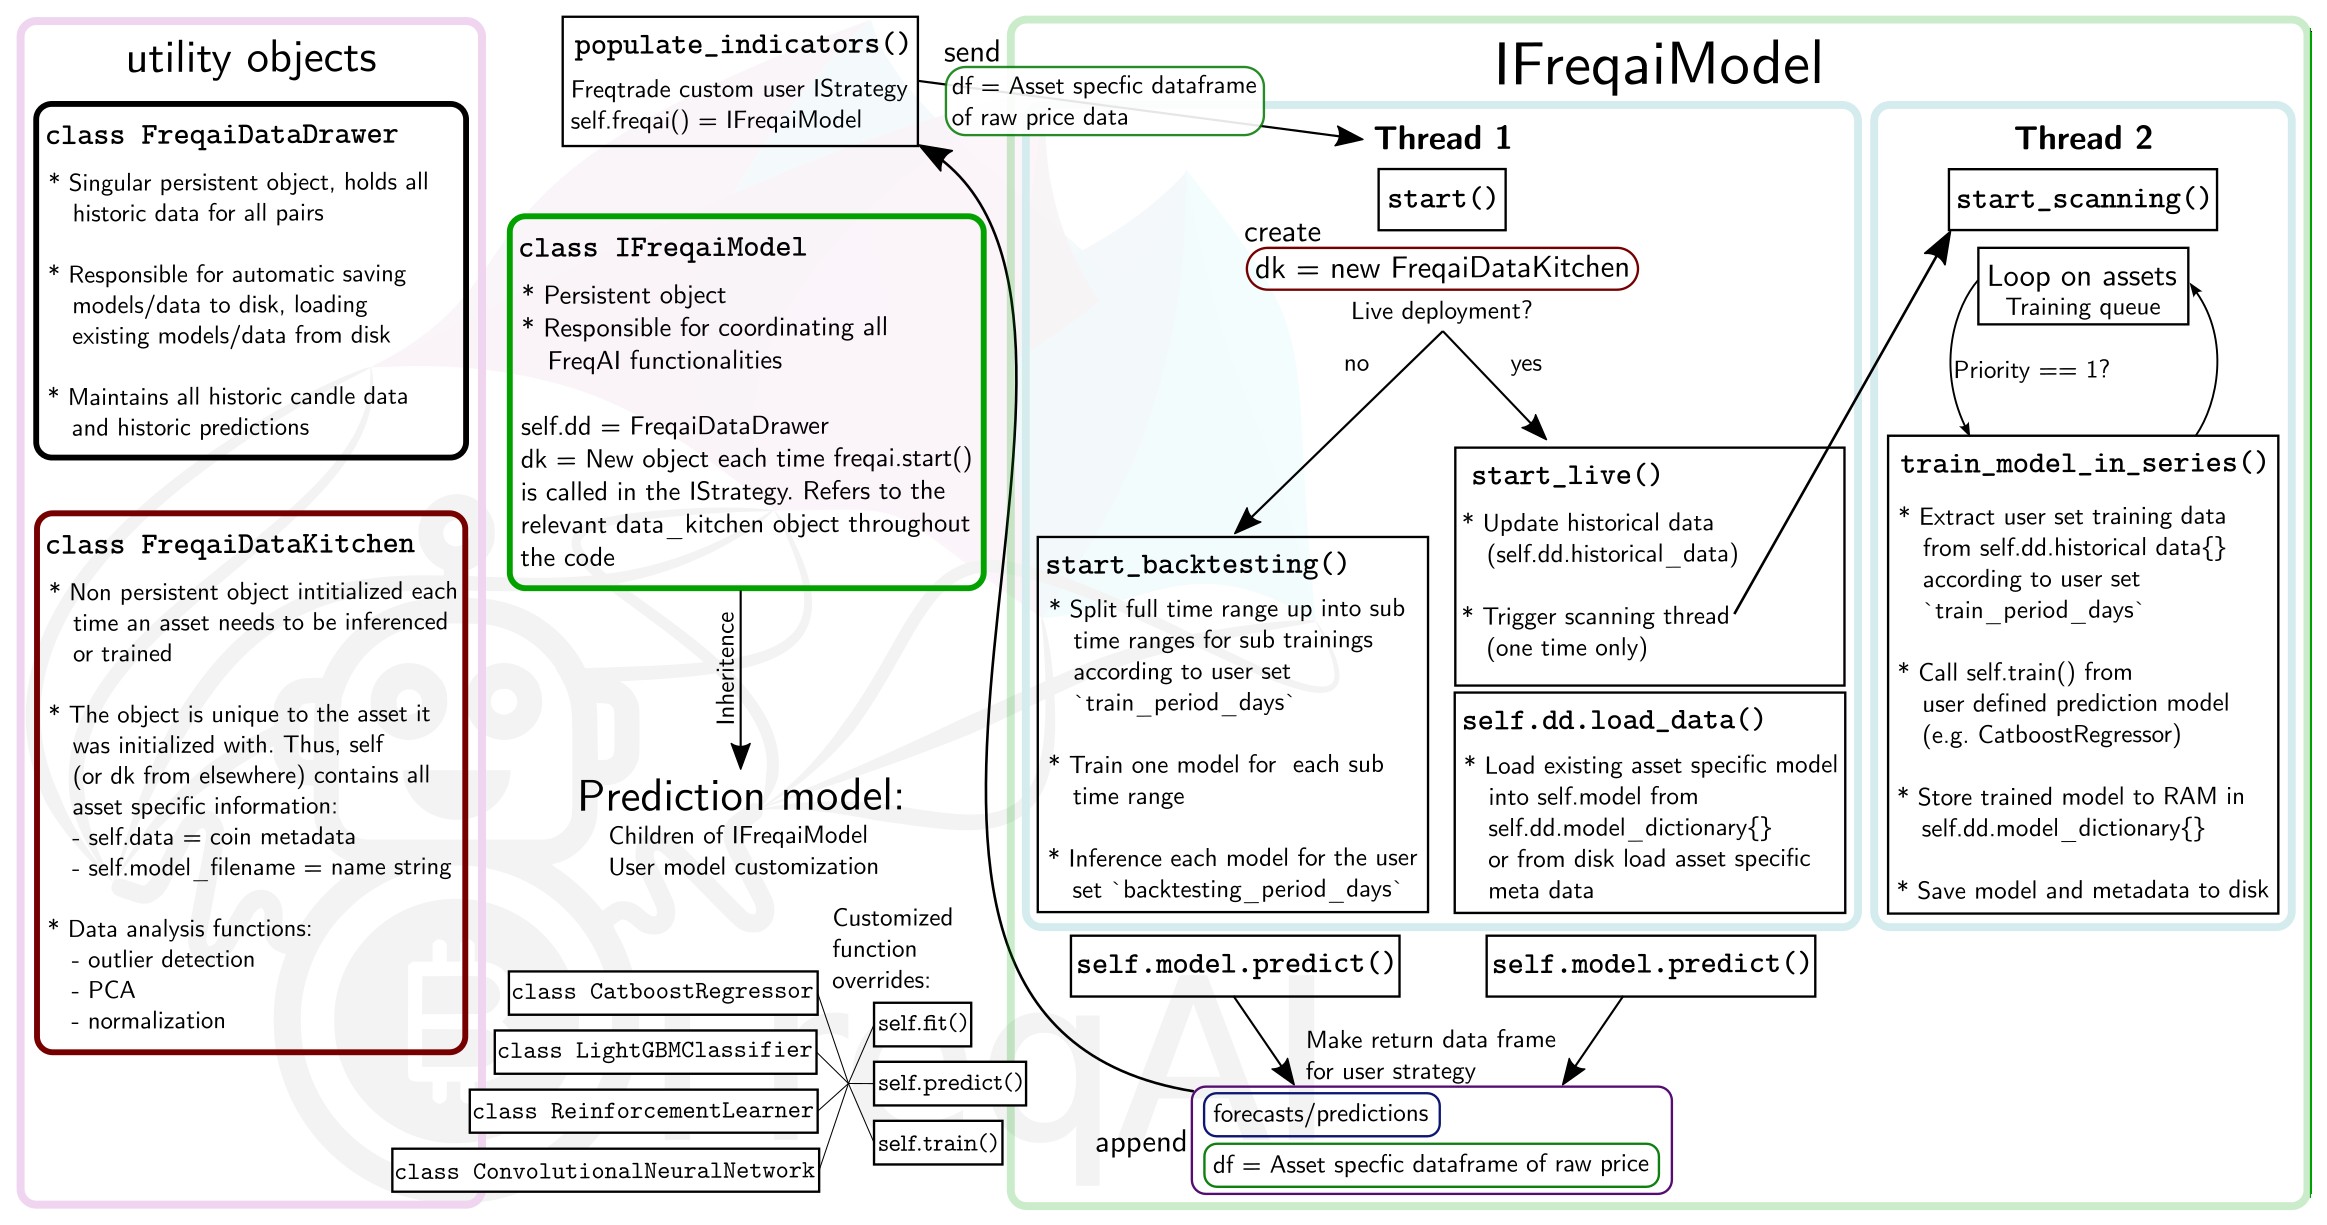 utility objects
class FreqaiDataDrawer
* Singular persistent object, holds all
historic data for all pairs
* Responsible for automatic saving
models/data to disk, loading
existing models/data from disk
* Maintains all historic candle data
and historic predictions
class FreqaiDataKitchen
* Non persistent object intitialized each
time an asset needs to be inferenced
or trained
* The object is unique to the asset it
was initialized with. Thus, self
(or dk from elsewhere) contains all
asset specific information:
- self.data = coin metadata
- self.model_filename = name string
* Data analysis functions:
- outlier detection
- PCA
- normalization
populate_indicators()
Freqtrade custom user IStrategy
self.freqai() = IFreqaiModel
send
df = Asset specfic dataframe
of raw price data
class IFreqaiModel
* Persistent object
* Responsible for coordinating all
FreqAI functionalities
self.dd = FreqaiDataDrawer
dk = New object each time freqai.start()
is called in the IStrategy. Refers to the
relevant data_kitchen object throughout
the code
Inheritence
Prediction model:
Children of IFreqaiModel
User model customization
Customized
function
overrides:
class CatboostRegressor
class LightGBMClassifier
class ReinforcementLearner
class ConvolutionalNeuralNetwork
self.fit()
self.predict()
self.train()
IFreqaiModel
Thread 1
start()
create
dk = new FreqaiDataKitchen
Live deployment?
no
yes
start_backtesting()
* Split full time range up into sub
time ranges for sub trainings
according to user set
`train_period_days`
* Train one model for each sub
time range
* Inference each model for the user
set `backtesting_period_days`
start_live()
* Update historical data
(self.dd.historical_data)
* Trigger scanning thread
(one time only)
self.dd.load_data()
* Load existing asset specific model
into self.model from
self.dd.model_dictionary{}
or from disk load asset specific
meta data
Thread 2
start_scanning()
Loop on assets
Training queue
Priority == 1?
train_model_in_series()
* Extract user set training data
from self.dd.historical data{}
according to user set
`train_period_days`
* Call self.train() from
user defined prediction model
(e.g. CatboostRegressor)
* Store trained model to RAM in
self.dd.model_dictionary{}
* Save model and metadata to disk
self.model.predict()
self.model.predict()
Make return data frame
for user strategy
append
forecasts/predictions
df = Asset specfic dataframe of raw price
FreqAI